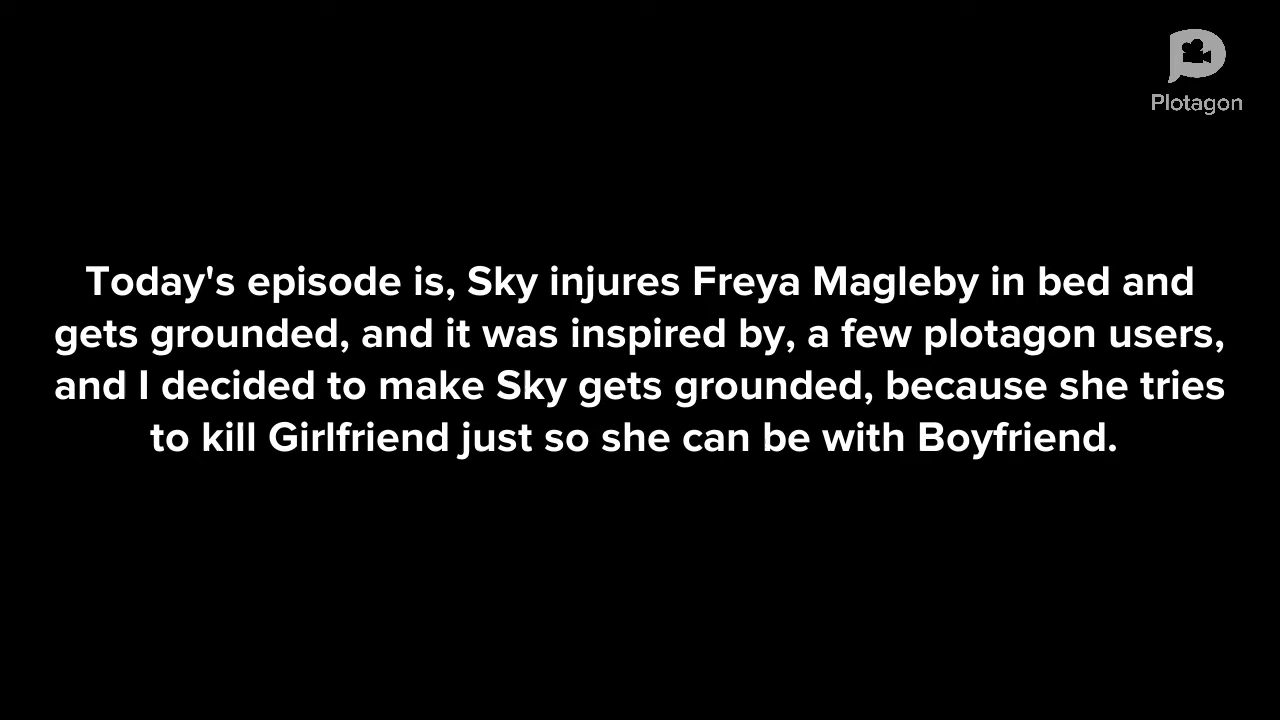 Plotagon
Today's episode is, Sky injures Freya Magleby in bed and
gets grounded, and it was inspired by, a few plotagon users,
and I decided to make Sky gets grounded, because she tries
to kill Girlfriend just so she can be with Boyfriend.